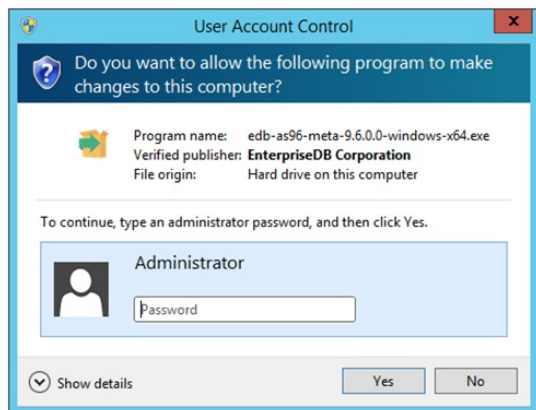 User Account Control
x
Do you want to allow the following program to make
changes to this computer?
Program name: edb-as96-meta-9.6.0.0-windows-x64.exe
Verified publisher: EnterpriseDB Corporation
File origin: Hard drive on this computer
To continue, type an administrator password, and then click Yes.
Administrator
Password
Show details
Yes
No